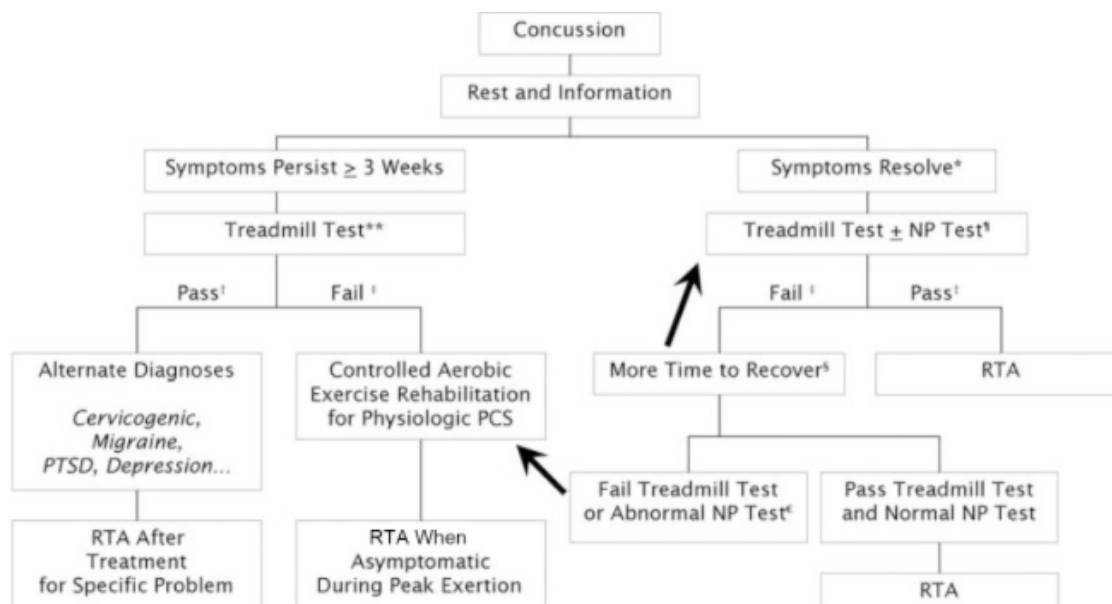 Concussion
Rest and Information
Symptoms Persist ≥ 3 Weeks
Symptoms Resolve*
Treadmill Test**
Treadmill Test ± NP Test¶
Pass†
Fail ‡
Fail ‡
Pass†
Alternate Diagnoses
Cervicogenic,
Migraine,
PTSD, Depression...
Controlled Aerobic
Exercise Rehabilitation
for Physiologic PCS
More Time to Recover§
RTA
Fail Treadmill Test
or Abnormal NP Test€
Pass Treadmill Test
and Normal NP Test
RTA After
Treatment
for Specific Problem
RTA When
Asymptomatic
During Peak Exertion
RTA